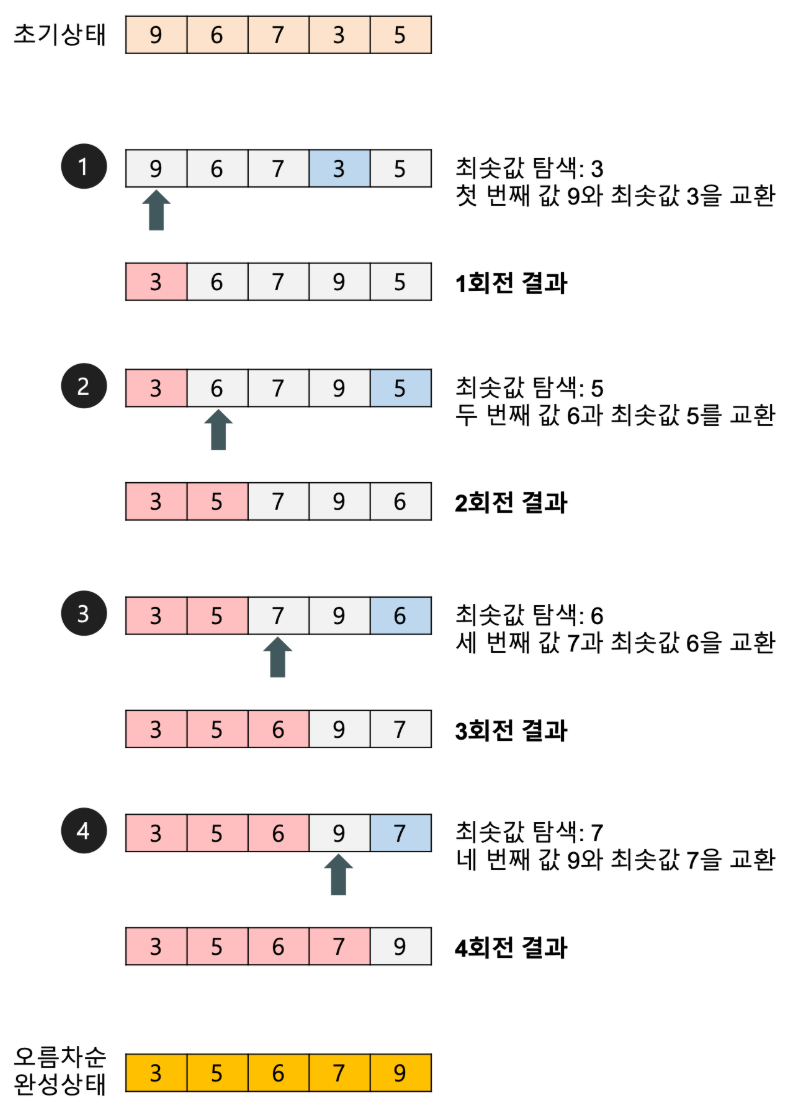 초기상태 9 6 7 3 5
1 9 6 7 3 5 최솟값 탐색: 3
첫 번째 값 9와 최솟값 3을 교환
3 6 7 9 5 1회전 결과
2 3 6 7 9 5 최솟값 탐색: 5
두 번째 값 6과 최솟값 5를 교환
3 5 7 9 6 2회전 결과
3 3 5 7 9 6 최솟값 탐색: 6
세 번째 값 7과 최솟값 6을 교환
3 5 6 9 7 3회전 결과
4 3 5 6 9 7 최솟값 탐색: 7
네 번째 값 9와 최솟값 7을 교환
3 5 6 7 9 4회전 결과
오름차순
완성상태 3 5 6 7 9